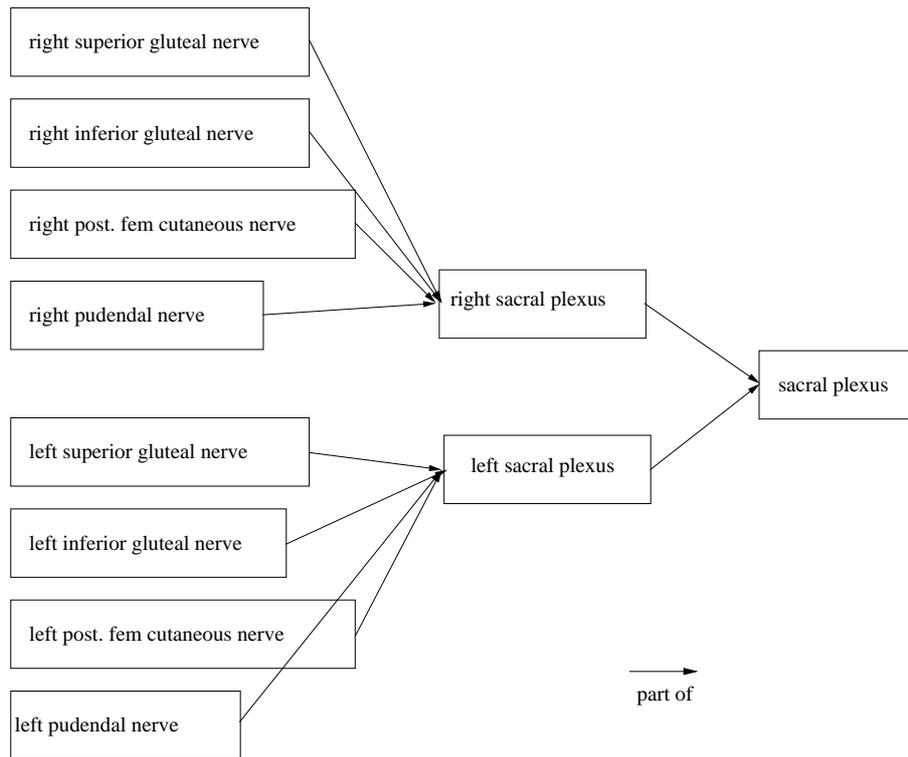 right superior gluteal nerve
right inferior gluteal nerve
right post. fem cutaneous nerve
right pudendal nerve
right sacral plexus
sacral plexus
left superior gluteal nerve
left sacral plexus
left inferior gluteal nerve
left post. fem cutaneous nerve
left pudendal nerve
part of